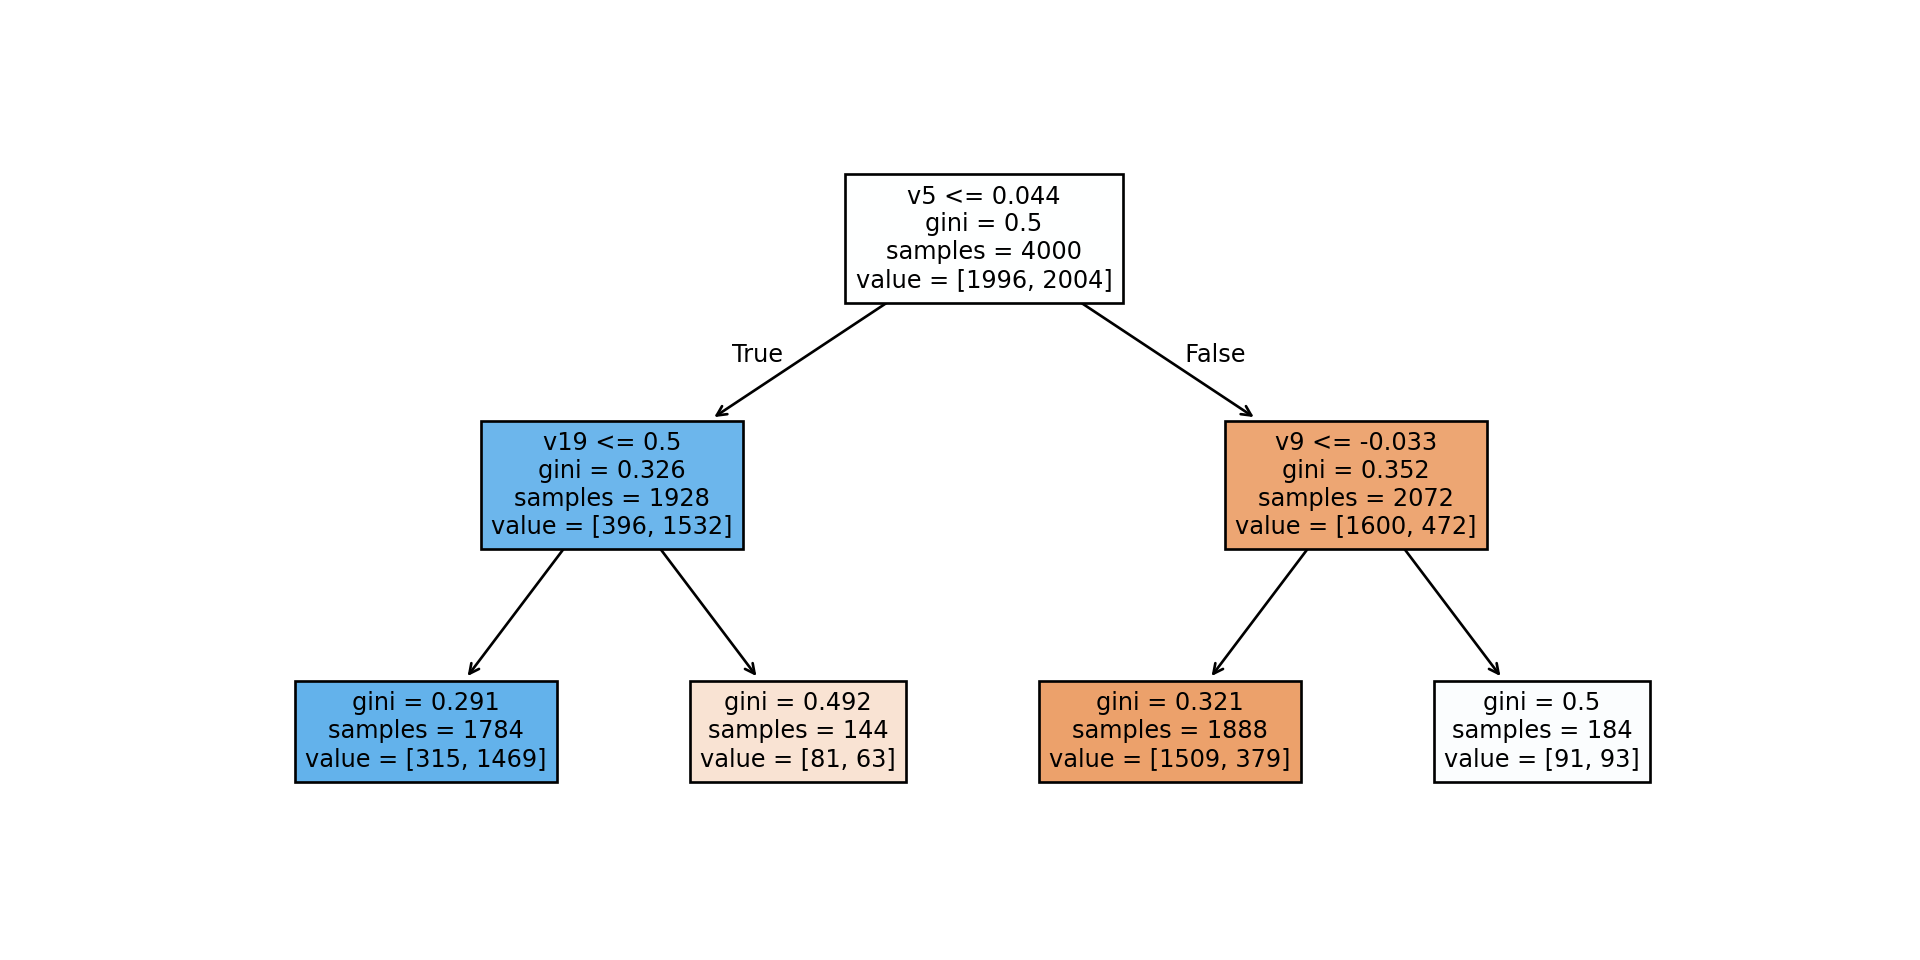 v5 <= 0.044
gini = 0.5
samples = 4000
value = [1996, 2004]
True
False
v19 <= 0.5
gini = 0.326
samples = 1928
value = [396, 1532]
v9 <= -0.033
gini = 0.352
samples = 2072
value = [1600, 472]
gini = 0.291
samples = 1784
value = [315, 1469]
gini = 0.492
samples = 144
value = [81, 63]
gini = 0.321
samples = 1888
value = [1509, 379]
gini = 0.5
samples = 184
value = [91, 93]